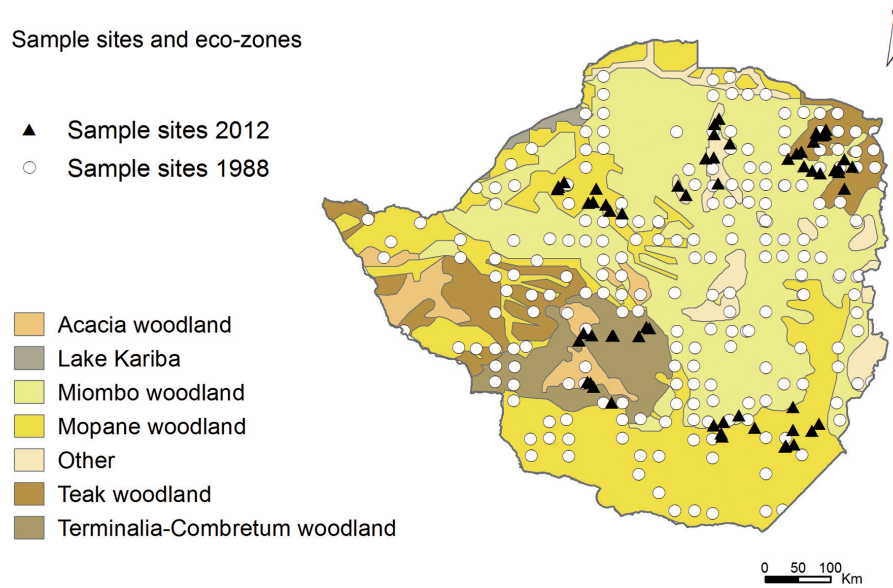 Sample sites and eco-zones
Sample sites 2012
Sample sites 1988
Acacia woodland
Lake Kariba
Miombo woodland
Mopane woodland
Other
Teak woodland
Terminalia-Combretum woodland
0 50 100
Km